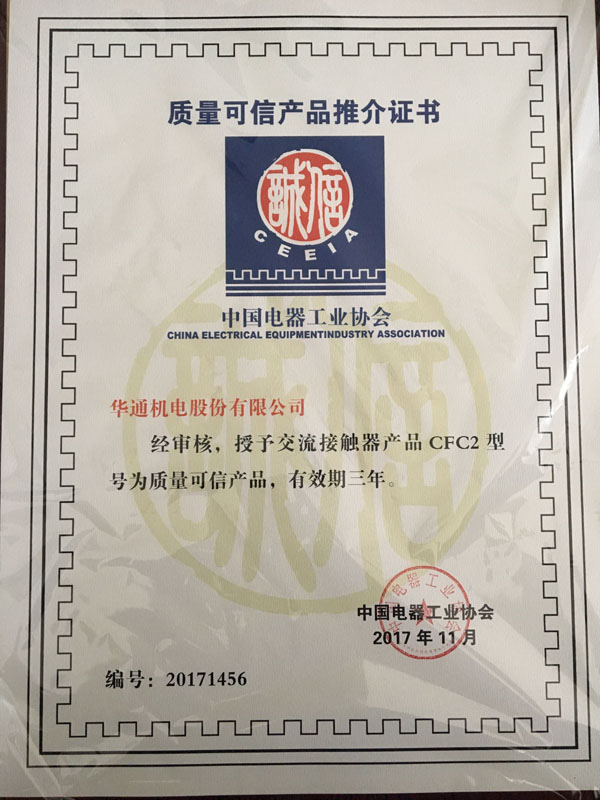 质量可信产品推介证书
誠信
CEEIA
中国电器工业协会
CHINA ELECTRICAL EQUIPMENTINDUSTRY ASSOCIATION
华通机电股份有限公司
经审核，授予交流接触器产品 CFC2 型
号为质量可信产品，有效期三年。
中国电器工业协会
2017 年 11 月
编号：20171456